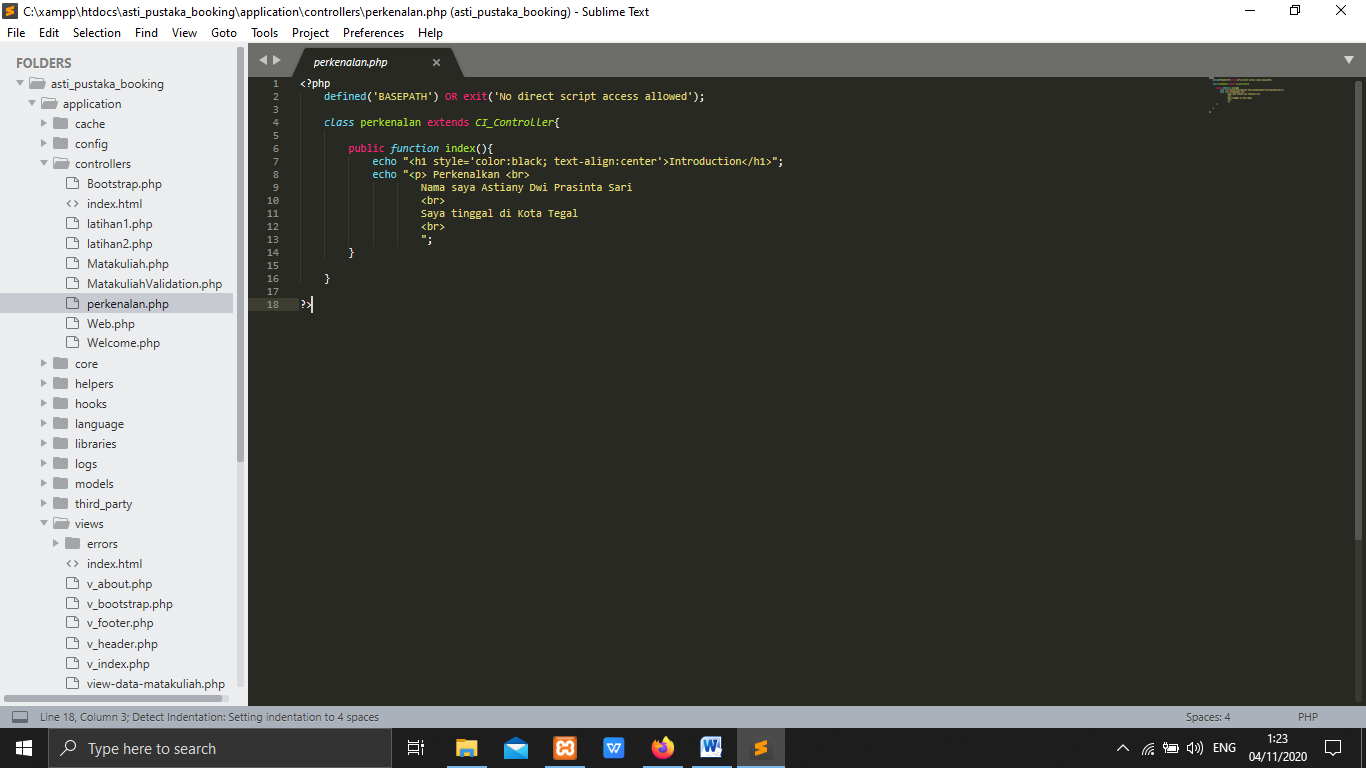 C:\xampp\htdocs\asti_pustaka_booking\application\controllers\perkenalan.php (asti_pustaka_booking) - Sublime Text
File Edit Selection Find View Goto Tools Project Preferences Help
FOLDERS
asti_pustaka_booking
application
cache
config
controllers
Bootstrap.php
index.html
latihan1.php
latihan2.php
Matakuliah.php
MatakuliahValidation.php
perkenalan.php
Web.php
Welcome.php
core
helpers
hooks
language
libraries
logs
models
third_party
views
errors
index.html
v_about.php
v_bootstrap.php
v_footer.php
v_header.php
v_index.php
view-data-matakuliah.php
perkenalan.php
1 <?php
2 defined('BASEPATH') OR exit('No direct script access allowed');
3
4 class perkenalan extends CI_Controller{
5
6 public function index(){
7 echo "<h1 style='color:black; text-align:center'>Introduction</h1>";
8 echo "<p> Perkenalkan <br>
9 Nama saya Astiany Dwi Prasinta Sari
10 <br>
11 Saya tinggal di Kota Tegal
12 <br>
13 ";
14 }
15
16 }
17
18 ?>
Line 18, Column 3; Detect Indentation: Setting indentation to 4 spaces
Spaces: 4
PHP
Type here to search
ENG
1:23
04/11/2020